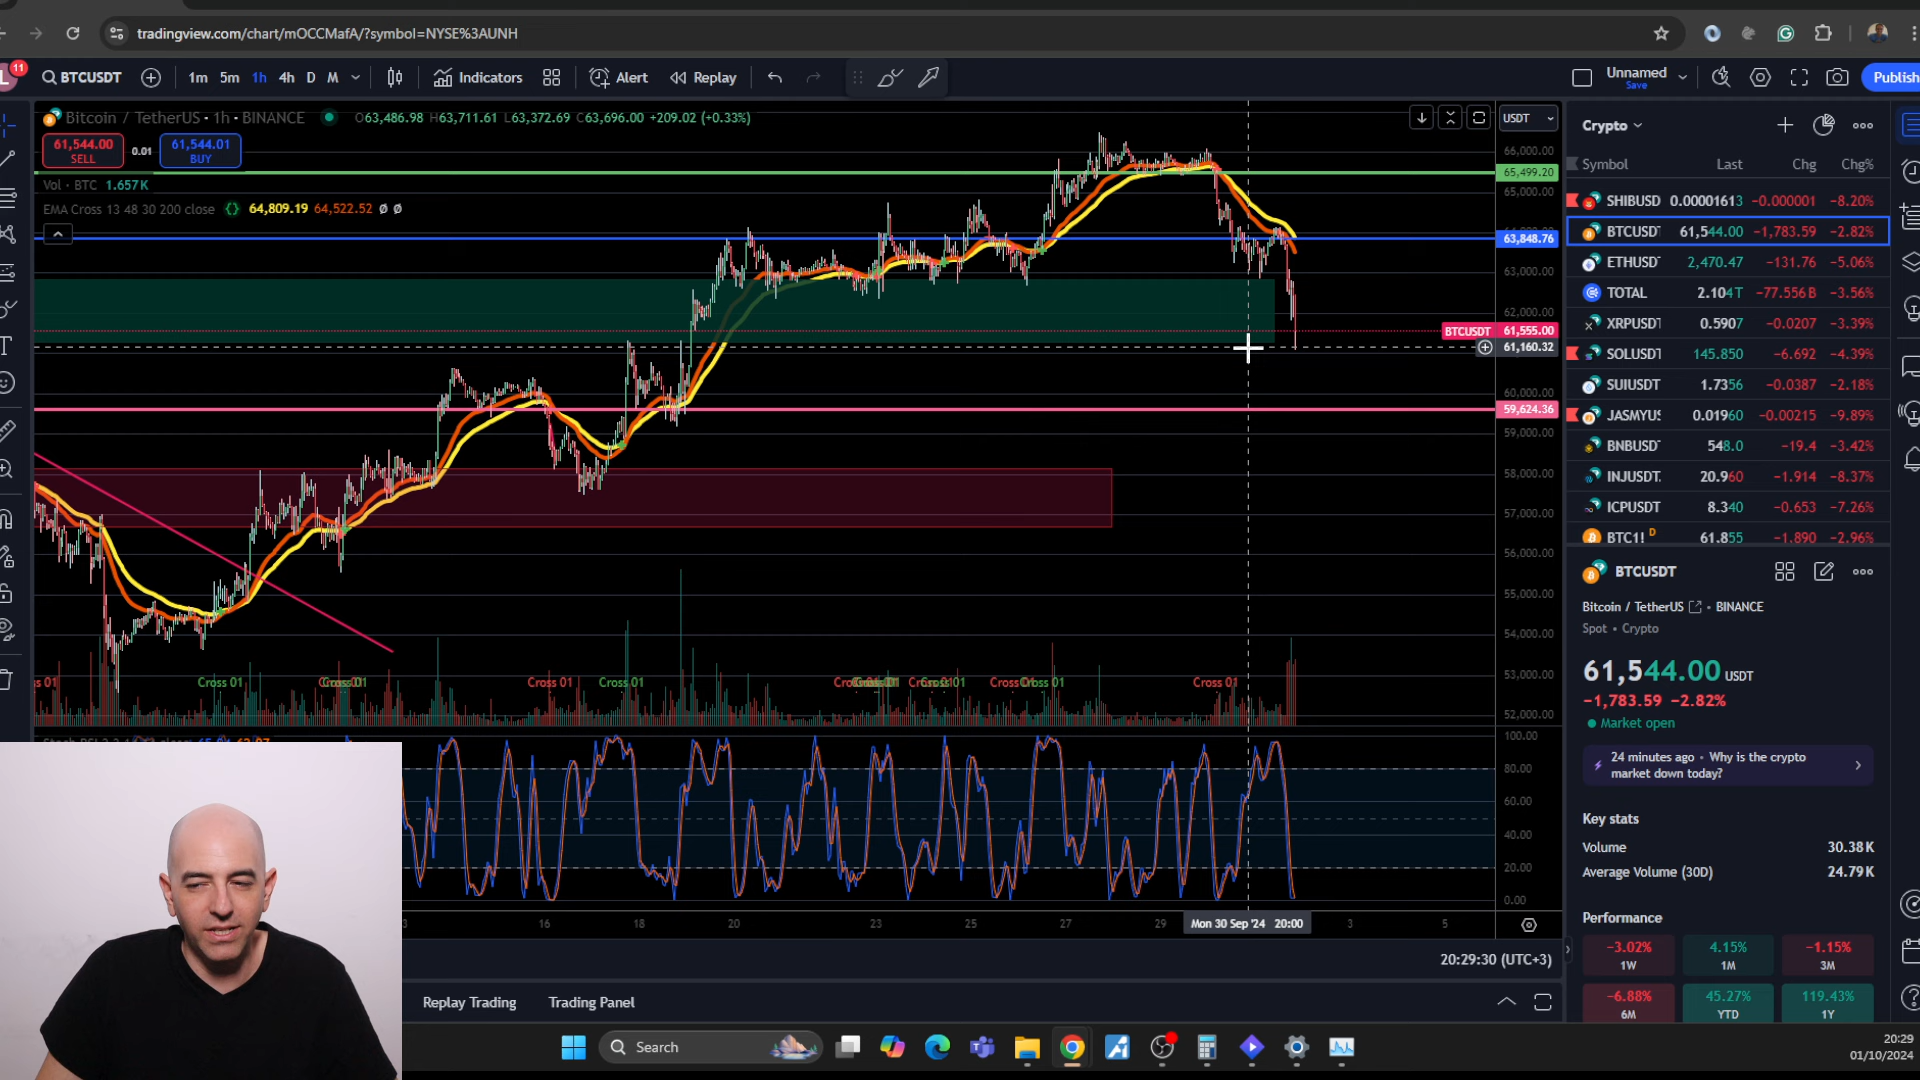 tradingview.com/chart/mOCCMafA/?symbol=NYSE%3AUNH
11
BTCUSDT 1m 5m 1h 4h D M Indicators Alert Replay Unnamed Save Publish
Bitcoin / TetherUS · 1h · BINANCE O63,486.98 H63,711.61 L63,372.69 C63,696.00 +209.02 (+0.33%)
61,544.00 SELL 0.01 61,544.01 BUY
Vol · BTC 1.657K
EMA Cross 13 48 30 200 close 64,809.19 64,522.52 Ø Ø
USDT
66,000.00
65,499.20
65,000.00
63,848.76
63,000.00
62,000.00
BTCUSDT 61,555.00
61,160.32
60,000.00
59,624.36
59,000.00
58,000.00
57,000.00
56,000.00
55,000.00
54,000.00
53,000.00
52,000.00
Cross 01 Cross 01 Cross 01 Cross 01
100.00
80.00
60.00
40.00
20.00
0.00
16 18 20 23 25 27 29 Mon 30 Sep '24 20:00 3 5
20:29:30 (UTC+3)
Replay Trading Trading Panel
Crypto
Symbol Last Chg Chg%
SHIBUSD 0.00001613 −0.000001 −8.20%
BTCUSDT 61,544.00 −1,783.59 −2.82%
ETHUSDT 2,470.47 −131.76 −5.06%
TOTAL 2.104T −77.556B −3.56%
XRPUSDT 0.5907 −0.0207 −3.39%
SOLUSDT 145.850 −6.692 −4.39%
SUIUSDT 1.7356 −0.0387 −2.18%
JASMYUS 0.01960 −0.00215 −9.89%
BNBUSDT 548.0 −19.4 −3.42%
INJUSDT. 20.960 −1.914 −8.37%
ICPUSDT 8.340 −0.653 −7.26%
BTC1! D 61,855 −1,890 −2.96%
BTCUSDT
Bitcoin / TetherUS • BINANCE
Spot • Crypto
61,544.00 USDT
−1,783.59 −2.82%
Market open
24 minutes ago • Why is the crypto
market down today?
Key stats
Volume 30.38K
Average Volume (30D) 24.79K
Performance
−3.02% 4.15% −1.15%
1W 1M 3M
−6.88% 45.27% 119.43%
6M YTD 1Y
Search
20:29
01/10/2024